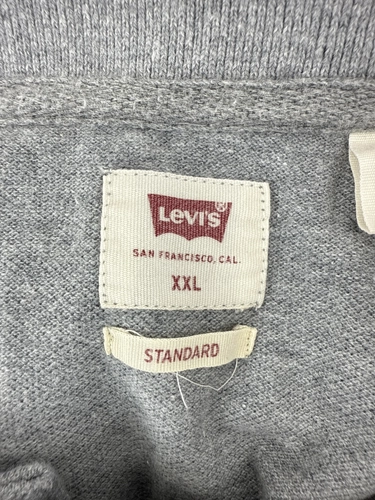 Levi's®
SAN FRANCISCO, CAL.
XXL
STANDARD